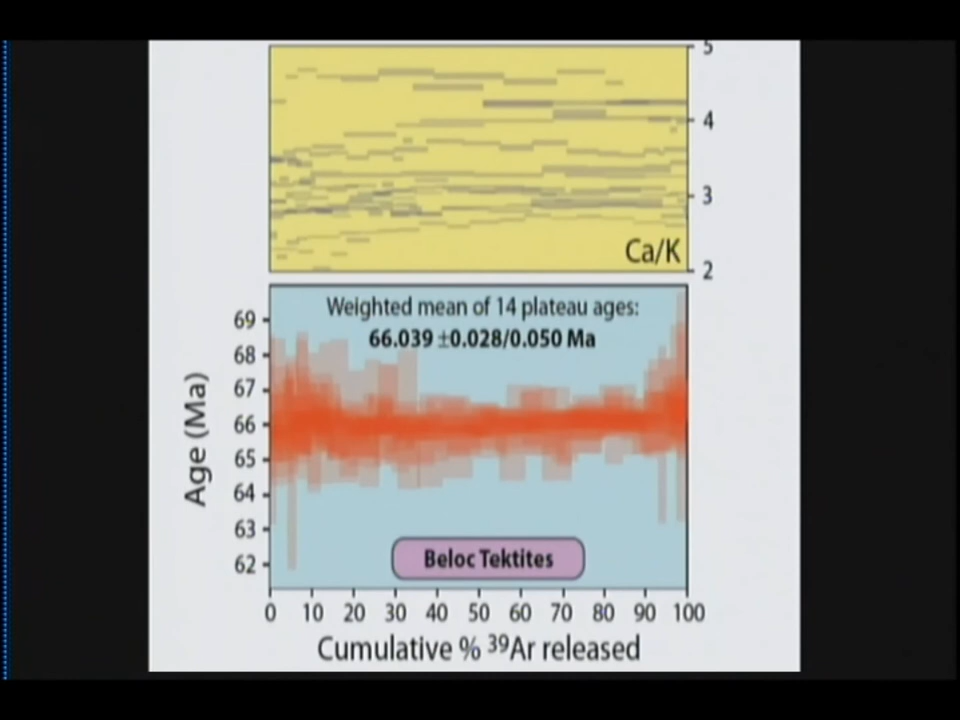 5
4
3
2
Ca/K
Weighted mean of 14 plateau ages:
66.039 ±0.028/0.050 Ma
69
68
67
66
65
64
63
62
Age (Ma)
Beloc Tektites
0 10 20 30 40 50 60 70 80 90 100
Cumulative % ³⁹Ar released